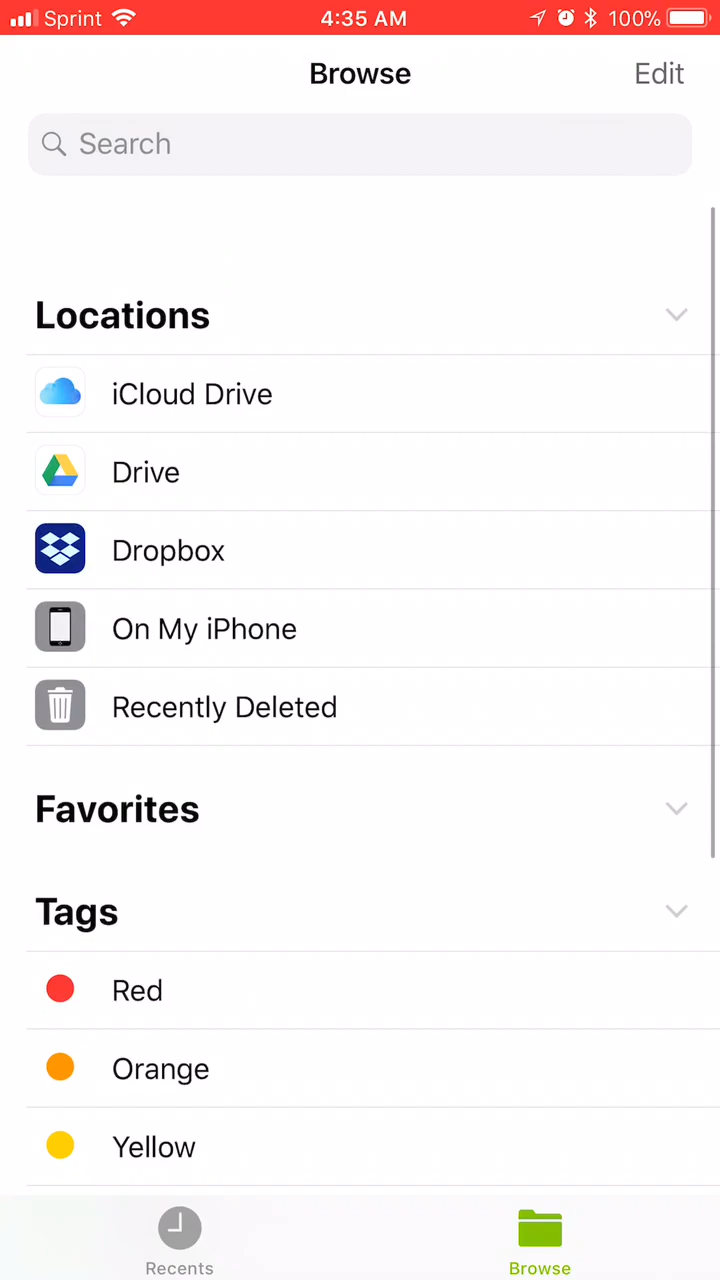 Sprint 4:35 AM 100%
Browse Edit
Search
Locations
iCloud Drive
Drive
Dropbox
On My iPhone
Recently Deleted
Favorites
Tags
Red
Orange
Yellow
Recents Browse